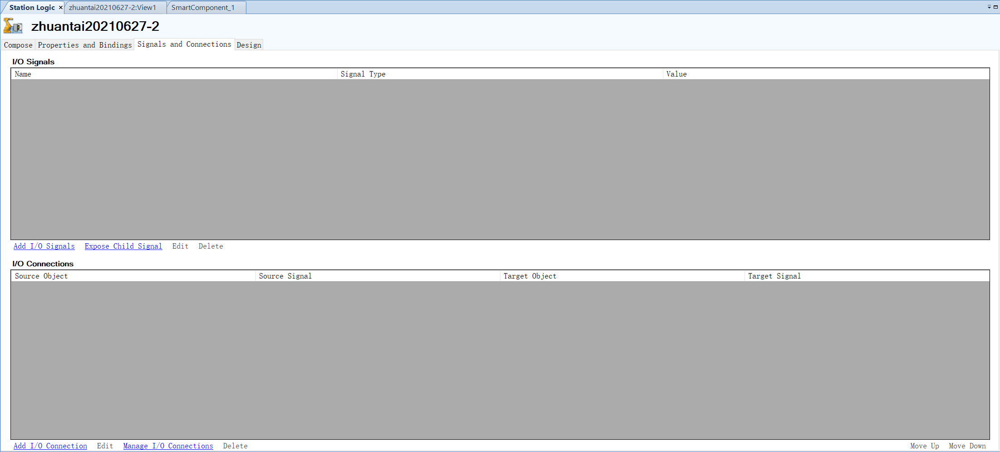 Station Logic × zhuantai20210627-2:View1 SmartComponent_1
zhuantai20210627-2
Compose Properties and Bindings Signals and Connections Design
I/O Signals
Name Signal Type Value
Add I/O Signals Expose Child Signal Edit Delete
I/O Connections
Source Object Source Signal Target Object Target Signal
Add I/O Connection Edit Manage I/O Connections Delete Move Up Move Down